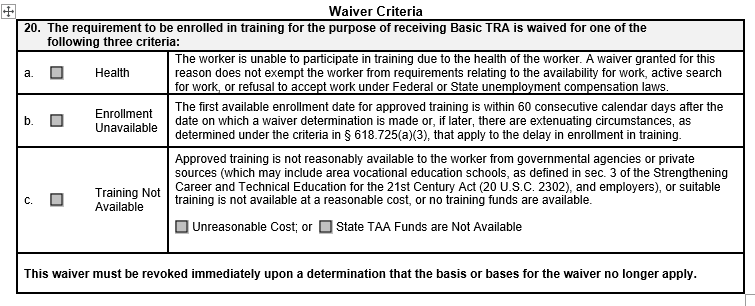 Waiver Criteria
20. The requirement to be enrolled in training for the purpose of receiving Basic TRA is waived for one of the
following three criteria:
a. Health
The worker is unable to participate in training due to the health of the worker. A waiver granted for this
reason does not exempt the worker from requirements relating to the availability for work, active search
for work, or refusal to accept work under Federal or State unemployment compensation laws.
b. Enrollment
Unavailable
The first available enrollment date for approved training is within 60 consecutive calendar days after the
date on which a waiver determination is made or, if later, there are extenuating circumstances, as
determined under the criteria in § 618.725(a)(3), that apply to the delay in enrollment in training.
c. Training Not
Available
Approved training is not reasonably available to the worker from governmental agencies or private
sources (which may include area vocational education schools, as defined in sec. 3 of the Strengthening
Career and Technical Education for the 21st Century Act (20 U.S.C. 2302), and employers), or suitable
training is not available at a reasonable cost, or no training funds are available.
Unreasonable Cost; or State TAA Funds are Not Available
This waiver must be revoked immediately upon a determination that the basis or bases for the waiver no longer apply.